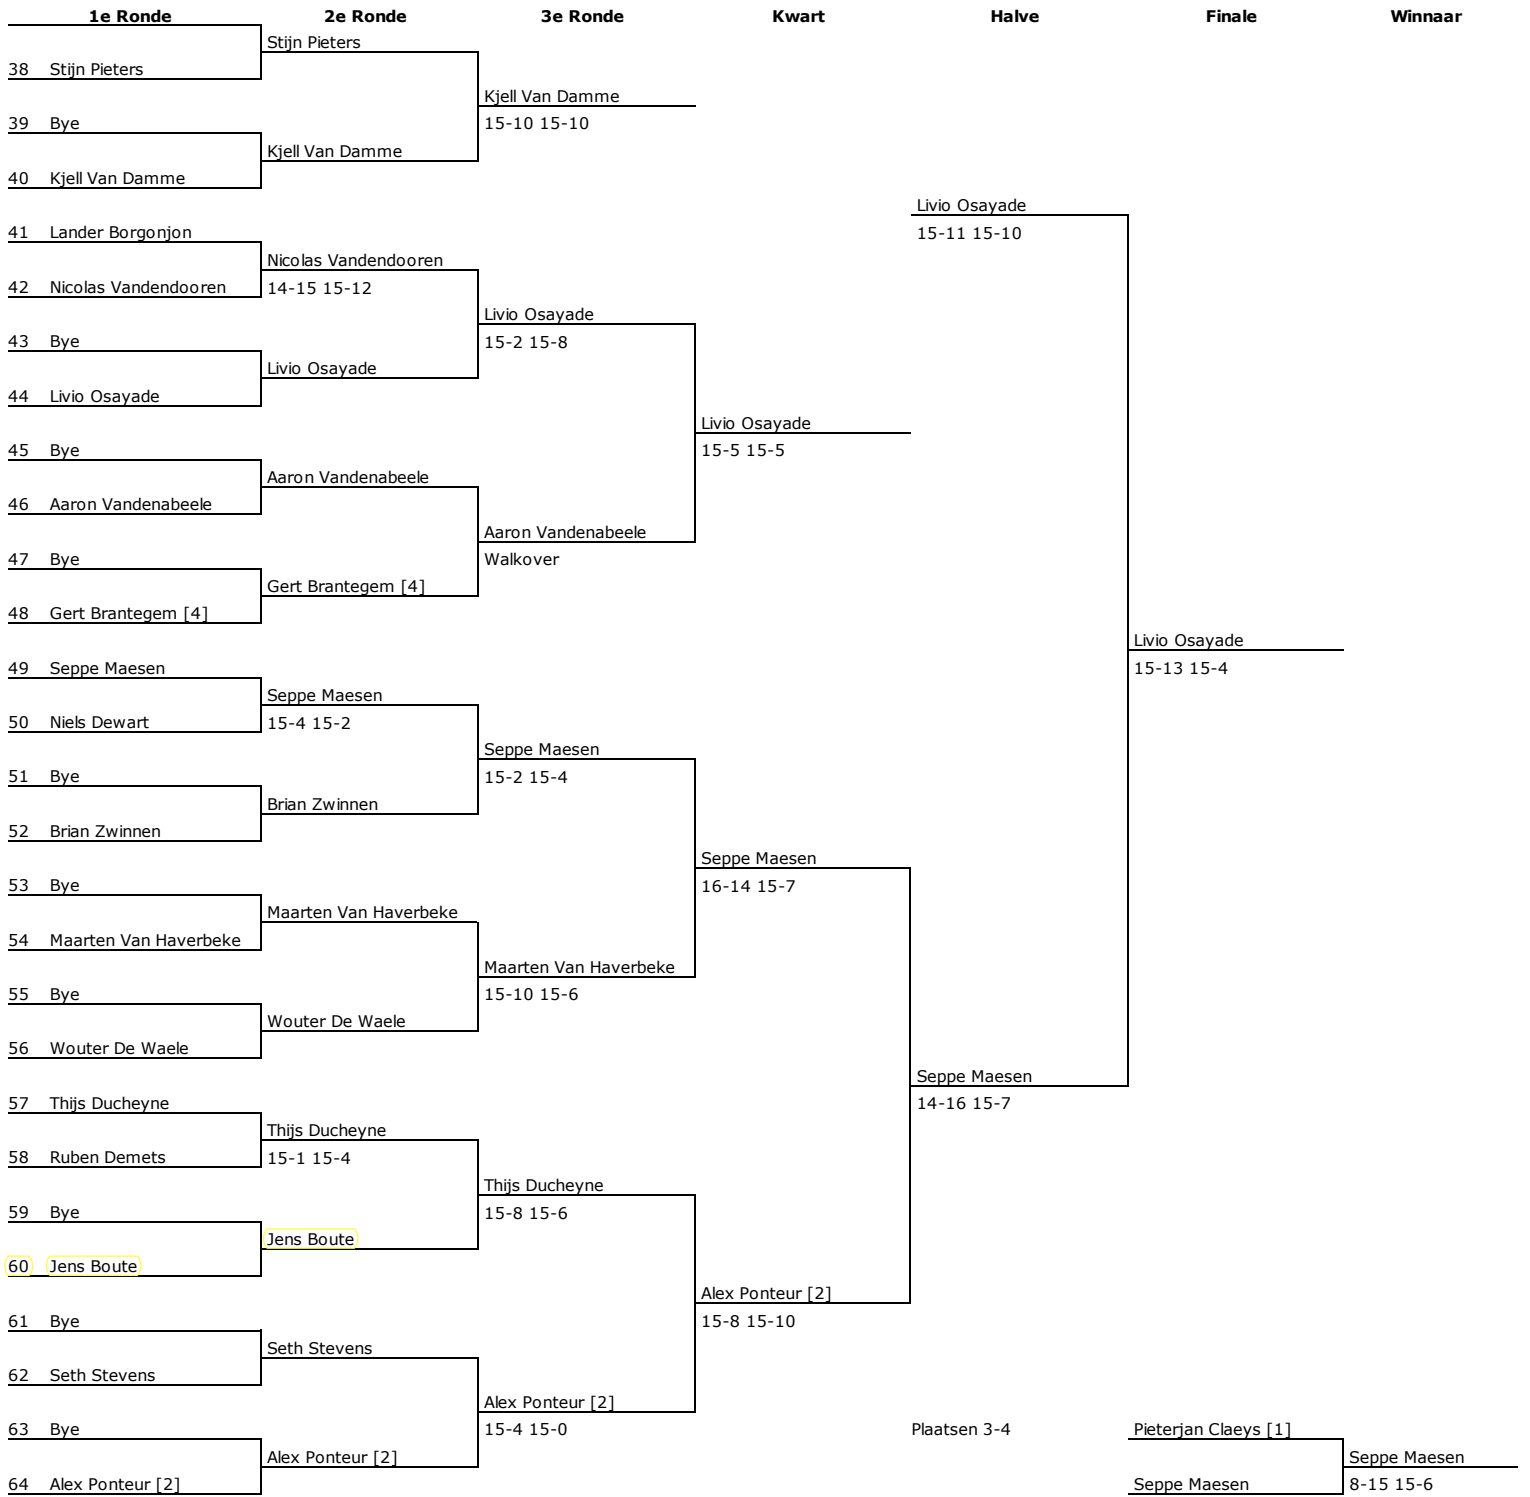 1e Ronde 2e Ronde 3e Ronde Kwart Halve Finale Winnaar
Stijn Pieters
38 Stijn Pieters
Kjell Van Damme
39 Bye 15-10 15-10
Kjell Van Damme
40 Kjell Van Damme
Livio Osayade
41 Lander Borgonjon 15-11 15-10
Nicolas Vandendooren
42 Nicolas Vandendooren 14-15 15-12
Livio Osayade
43 Bye 15-2 15-8
Livio Osayade
44 Livio Osayade
Livio Osayade
45 Bye 15-5 15-5
Aaron Vandenabeele
46 Aaron Vandenabeele
Aaron Vandenabeele
47 Bye Walkover
Gert Brantegem [4]
48 Gert Brantegem [4]
Livio Osayade
49 Seppe Maesen 15-13 15-4
Seppe Maesen
50 Niels Dewart 15-4 15-2
Seppe Maesen
51 Bye 15-2 15-4
Brian Zwinnen
52 Brian Zwinnen
Seppe Maesen
53 Bye 16-14 15-7
Maarten Van Haverbeke
54 Maarten Van Haverbeke
Maarten Van Haverbeke
55 Bye 15-10 15-6
Wouter De Waele
56 Wouter De Waele
Seppe Maesen
57 Thijs Ducheyne 14-16 15-7
Thijs Ducheyne
58 Ruben Demets 15-1 15-4
Thijs Ducheyne
59 Bye 15-8 15-6
Jens Boute
60 Jens Boute
Alex Ponteur [2]
61 Bye 15-8 15-10
Seth Stevens
62 Seth Stevens
Alex Ponteur [2]
63 Bye 15-4 15-0 Plaatsen 3-4 Pieterjan Claeys [1]
Alex Ponteur [2] Seppe Maesen
64 Alex Ponteur [2] Seppe Maesen 8-15 15-6